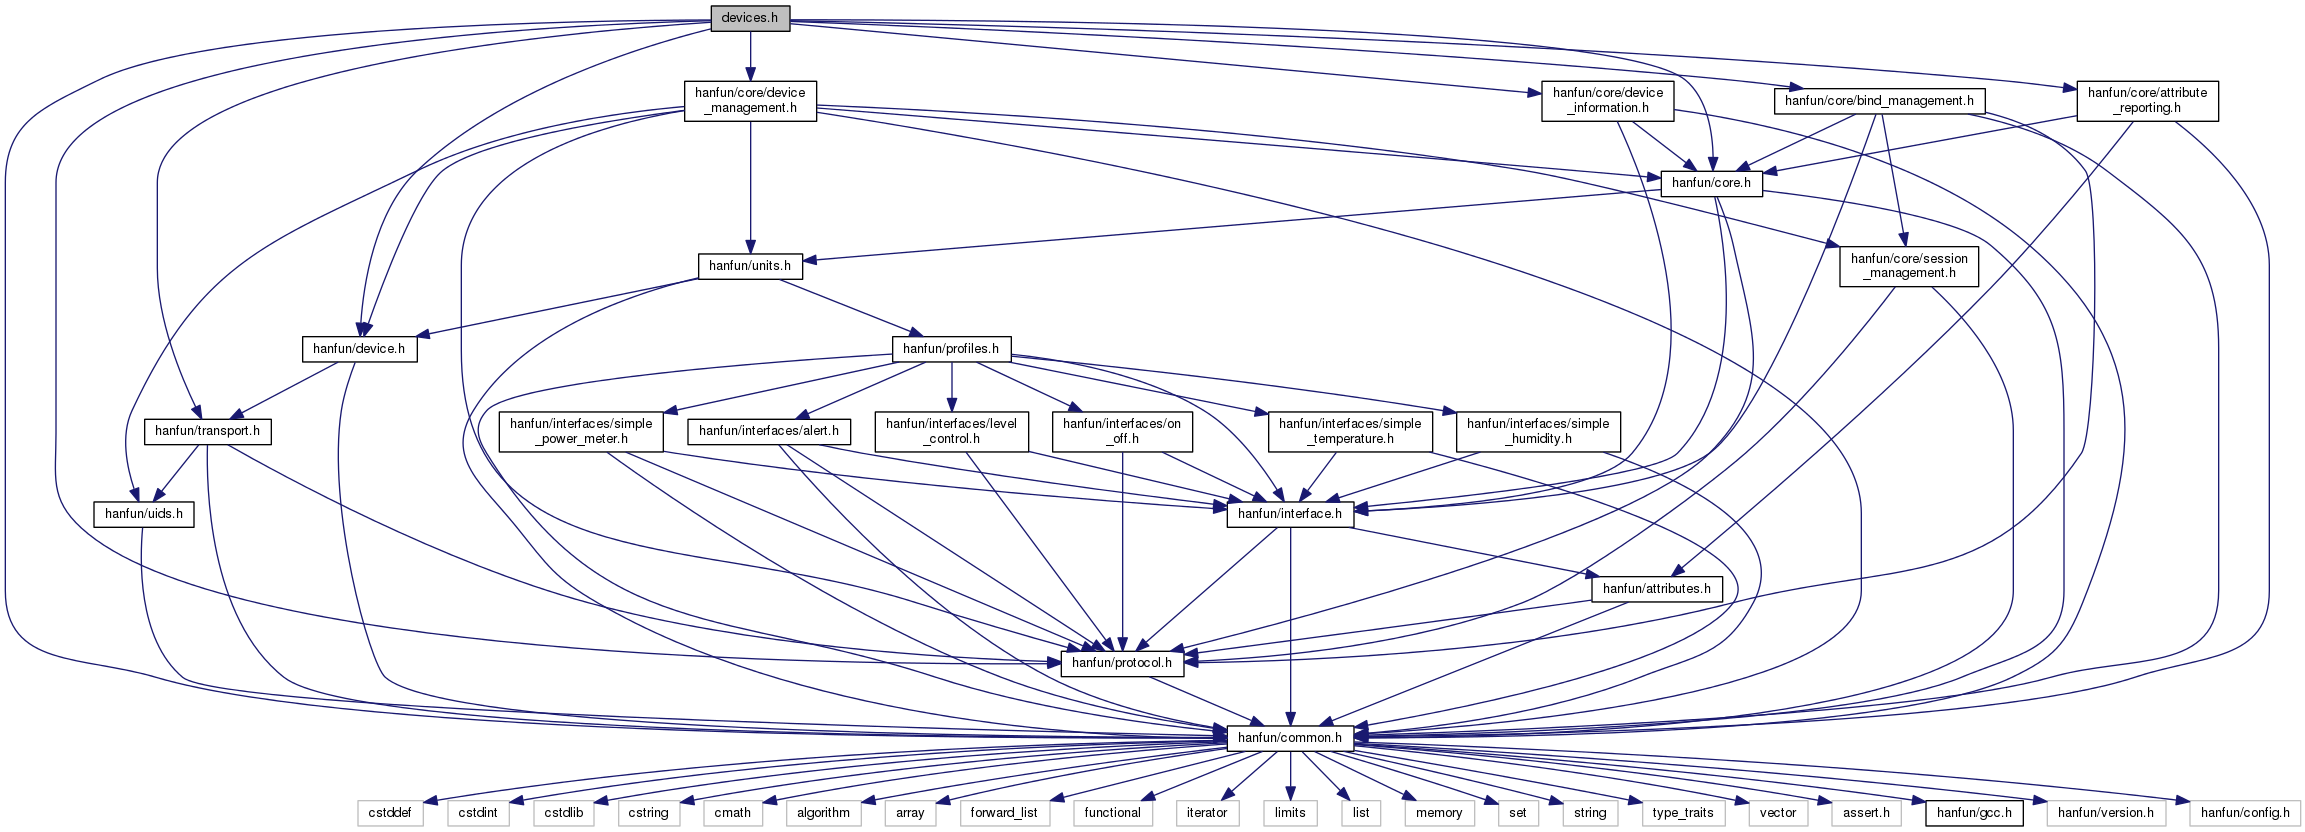 devices.h
hanfun/core/device
_management.h
hanfun/core/device
_information.h
hanfun/core/bind_management.h
hanfun/core/attribute
_reporting.h
hanfun/core.h
hanfun/units.h
hanfun/core/session
_management.h
hanfun/device.h
hanfun/profiles.h
hanfun/transport.h
hanfun/interfaces/simple
_power_meter.h
hanfun/interfaces/alert.h
hanfun/interfaces/level
_control.h
hanfun/interfaces/on
_off.h
hanfun/interfaces/simple
_temperature.h
hanfun/interfaces/simple
_humidity.h
hanfun/uids.h
hanfun/interface.h
hanfun/attributes.h
hanfun/protocol.h
hanfun/common.h
cstddef
cstdint
cstdlib
cstring
cmath
algorithm
array
forward_list
functional
iterator
limits
list
memory
set
string
type_traits
vector
assert.h
hanfun/gcc.h
hanfun/version.h
hanfun/config.h